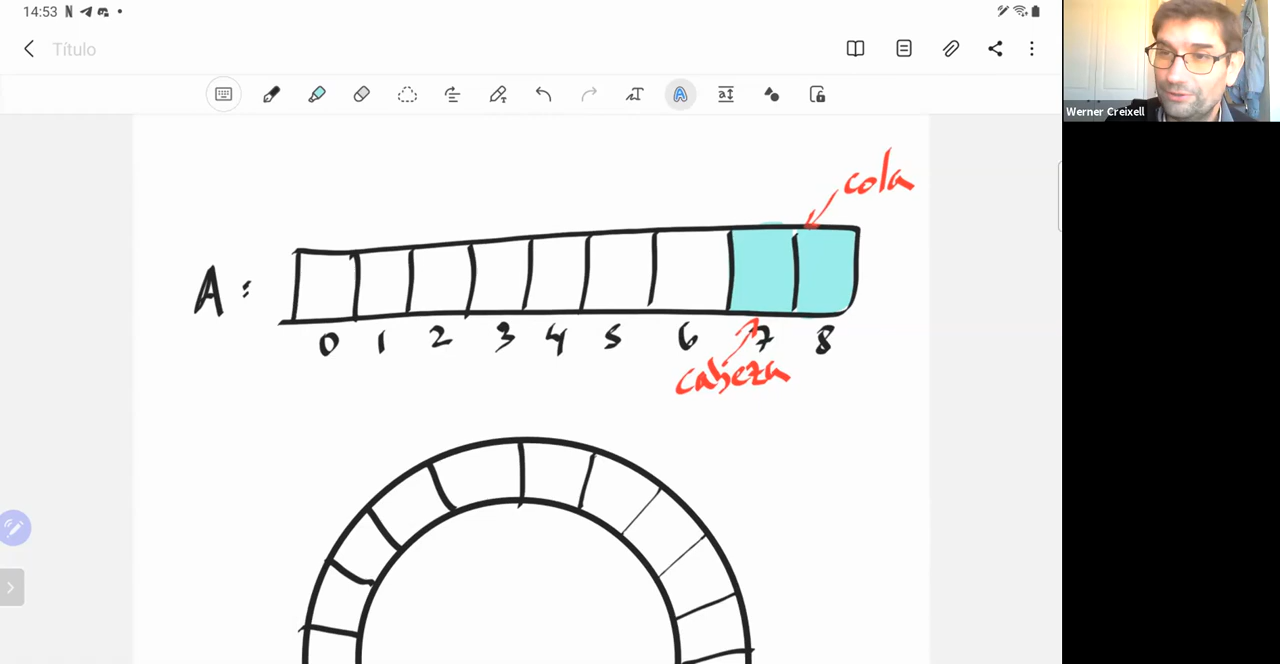 14:53 N
Título
Werner Creixell
cola
A:
0 1 2 3 4 5 6 7 8
cabeza